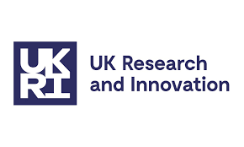 UK
RI
UK Research
and Innovation